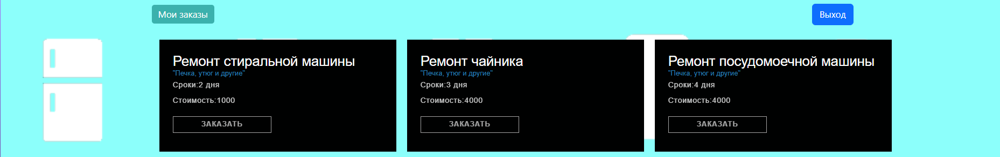 Мои заказы
Выход
Ремонт стиральной машины
"Печка, утюг и другие"
Сроки:2 дня
Стоимость:1000
ЗАКАЗАТЬ
Ремонт чайника
"Печка, утюг и другие"
Сроки:3 дня
Стоимость:4000
ЗАКАЗАТЬ
Ремонт посудомоечной машины
"Печка, утюг и другие"
Сроки:4 дня
Стоимость:4000
ЗАКАЗАТЬ